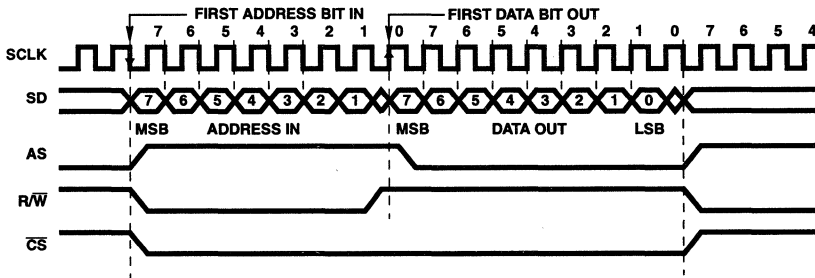 FIRST ADDRESS BIT IN
FIRST DATA BIT OUT
7 6 5 4 3 2 1 0 7 6 5 4 3 2 1 0 7 6 5 4
SCLK
SD 7 6 5 4 3 2 1 7 6 5 4 3 2 1 0
MSB ADDRESS IN MSB DATA OUT LSB
AS
R/W̅
C̅S̅